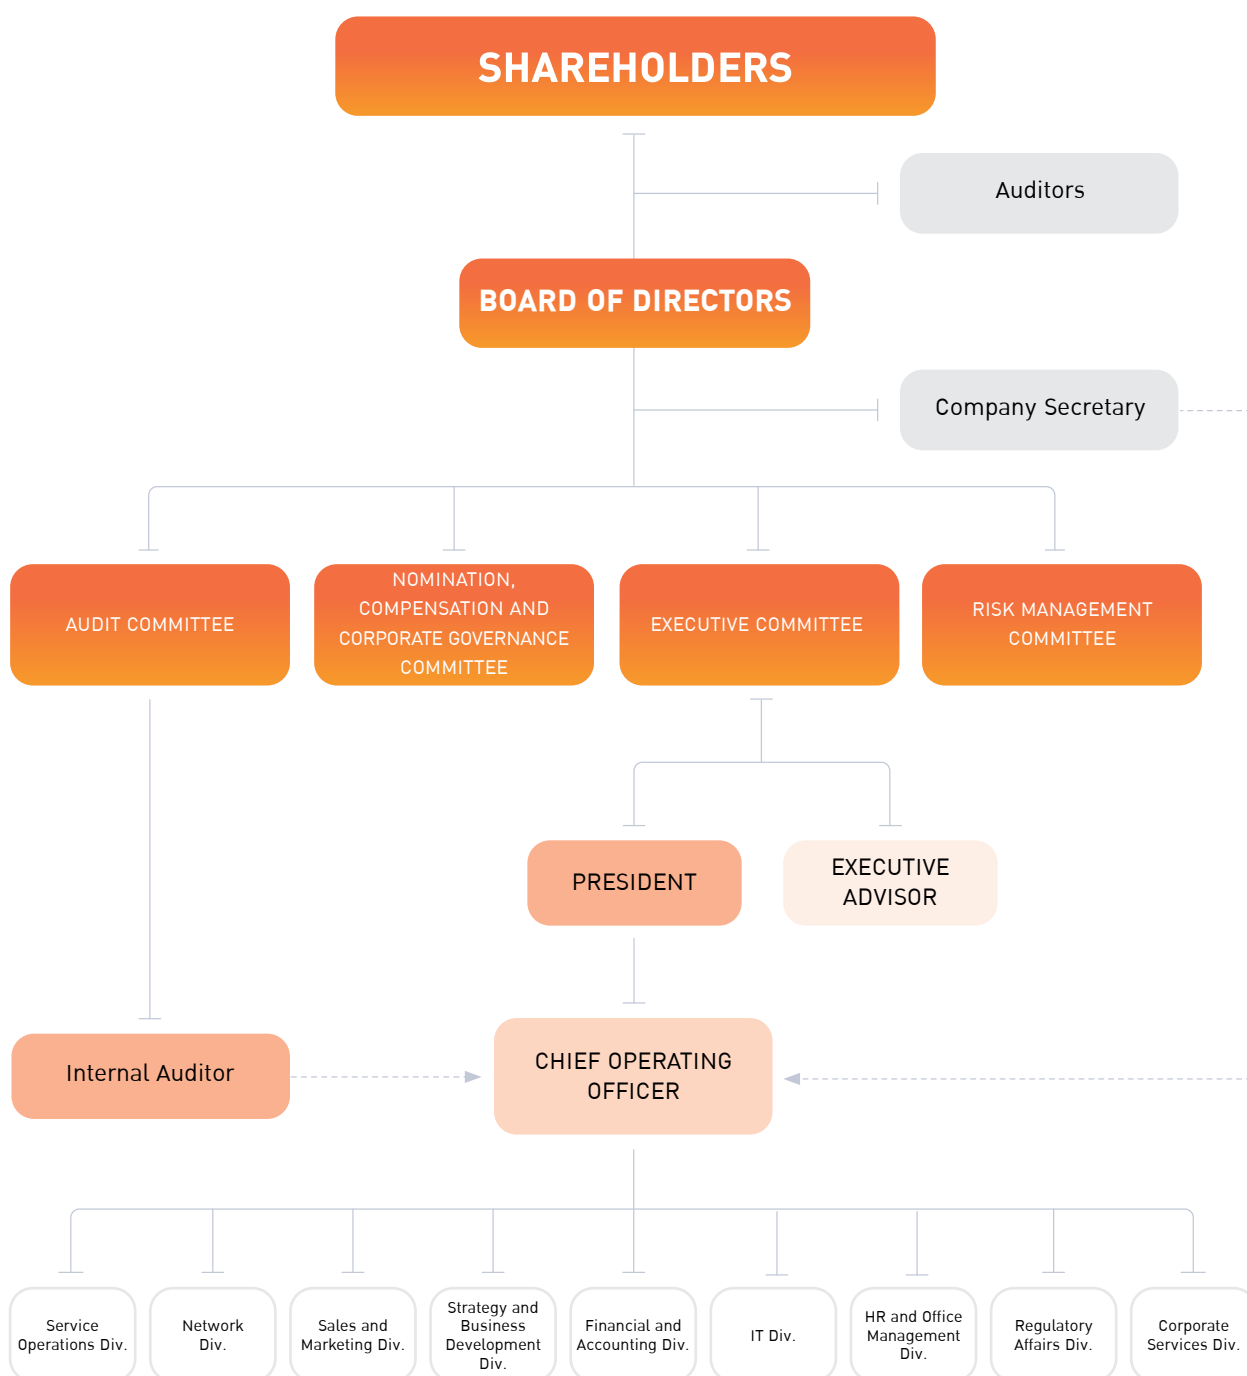 SHAREHOLDERS
Auditors
BOARD OF DIRECTORS
Company Secretary
AUDIT COMMITTEE
NOMINATION,
COMPENSATION AND
CORPORATE GOVERNANCE
COMMITTEE
EXECUTIVE COMMITTEE
RISK MANAGEMENT
COMMITTEE
PRESIDENT
EXECUTIVE
ADVISOR
Internal Auditor
CHIEF OPERATING
OFFICER
Service
Operations Div.
Network
Div.
Sales and
Marketing Div.
Strategy and
Business
Development
Div.
Financial and
Accounting Div.
IT Div.
HR and Office
Management
Div.
Regulatory
Affairs Div.
Corporate
Services Div.